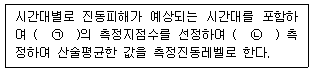 시간대별로 진동피해가 예상되는 시간대를 포함하
여 ( ㉠ )의 측정지점수를 선정하여 ( ㉡ ) 측
정하여 산술평균한 값을 측정진동레벨로 한다.